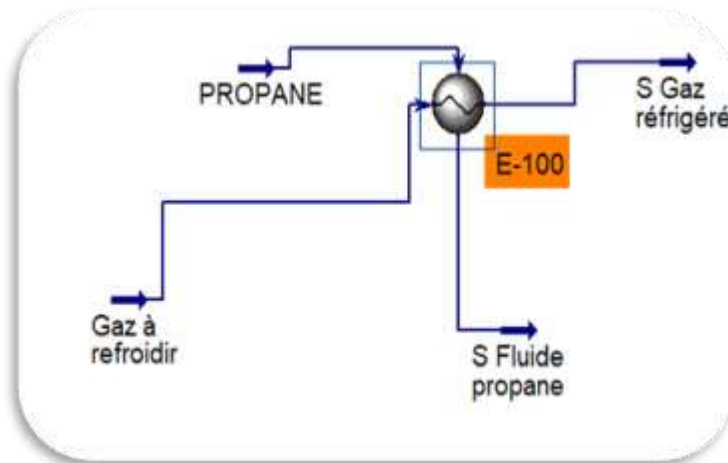 PROPANE
S Gaz
réfrigéré
E-100
Gaz à
refroidir
S Fluide
propane